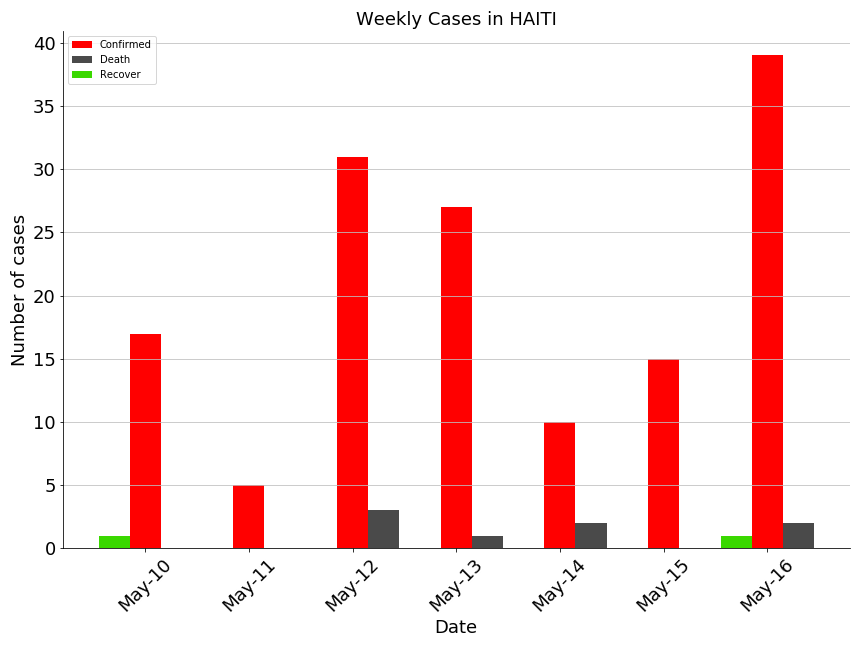 Weekly Cases in HAITI
Confirmed
Death
Recover
Number of cases
40
35
30
25
20
15
10
5
0
May-10
May-11
May-12
May-13
May-14
May-15
May-16
Date